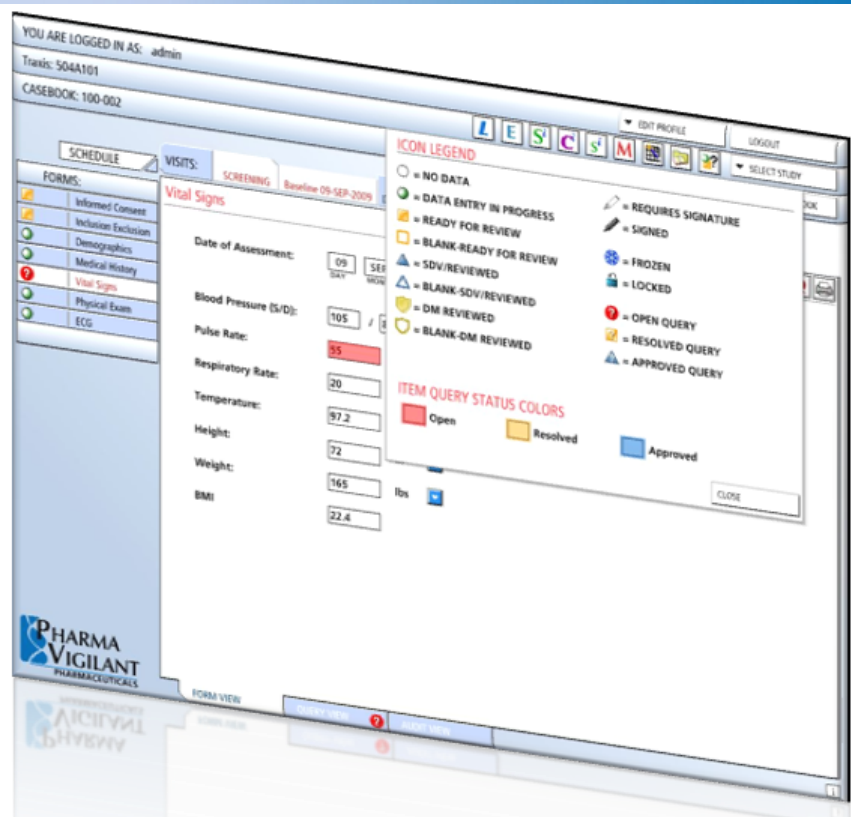 YOU ARE LOGGED IN AS: admin
Traxis: 504A101
CASEBOOK: 100-002
EDIT PROFILE
LOGOUT
L E S C S M
SELECT STUDY
SCHEDULE
VISITS:
SCREENING
Baseline 09-SEP-2009
FORMS:
Informed Consent
Inclusion Exclusion
Demographics
Medical History
Vital Signs
Physical Exam
ECG
Vital Signs
Date of Assessment:
09
DAY
Blood Pressure (S/D):
105 /
Pulse Rate:
55
Respiratory Rate:
20
Temperature:
97.2
Height:
72
Weight:
165 lbs
BMI
22.4
ICON LEGEND
= NO DATA
= DATA ENTRY IN PROGRESS
= READY FOR REVIEW
= BLANK-READY FOR REVIEW
= SDV/REVIEWED
= BLANK-SDV/REVIEWED
= DM REVIEWED
= BLANK-DM REVIEWED
= REQUIRES SIGNATURE
= SIGNED
= FROZEN
= LOCKED
= OPEN QUERY
= RESOLVED QUERY
= APPROVED QUERY
ITEM QUERY STATUS COLORS
Open
Resolved
Approved
CLOSE
PHARMA
VIGILANT
PHARMACEUTICALS
FORM VIEW
QUERY VIEW ?
AUDIT VIEW